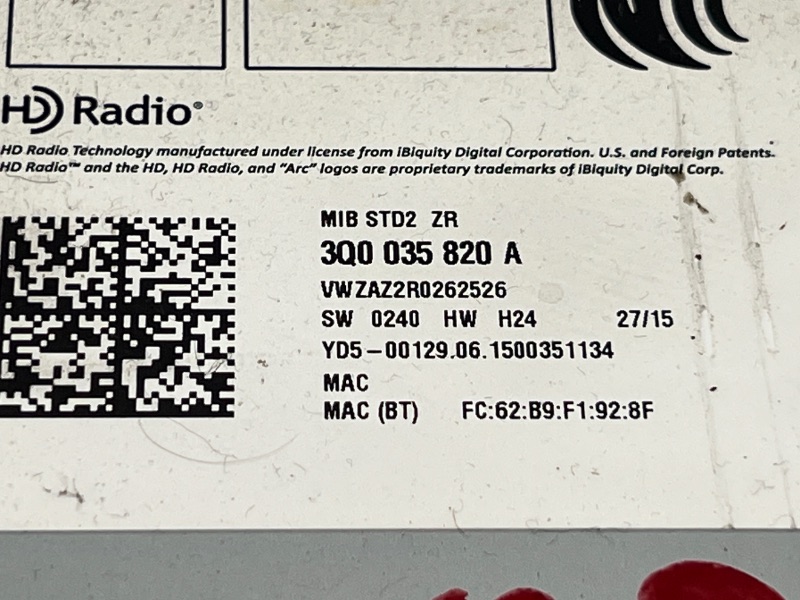 HD Radio®
HD Radio Technology manufactured under license from iBiquity Digital Corporation. U.S. and Foreign Patents.
HD Radio™ and the HD, HD Radio, and “Arc” logos are proprietary trademarks of iBiquity Digital Corp.
MIB STD2 ZR
3Q0 035 820 A
VWZAZ2R0262526
SW 0240 HW H24 27/15
YD5-00129.06.1500351134
MAC
MAC (BT) FC:62:B9:F1:92:8F